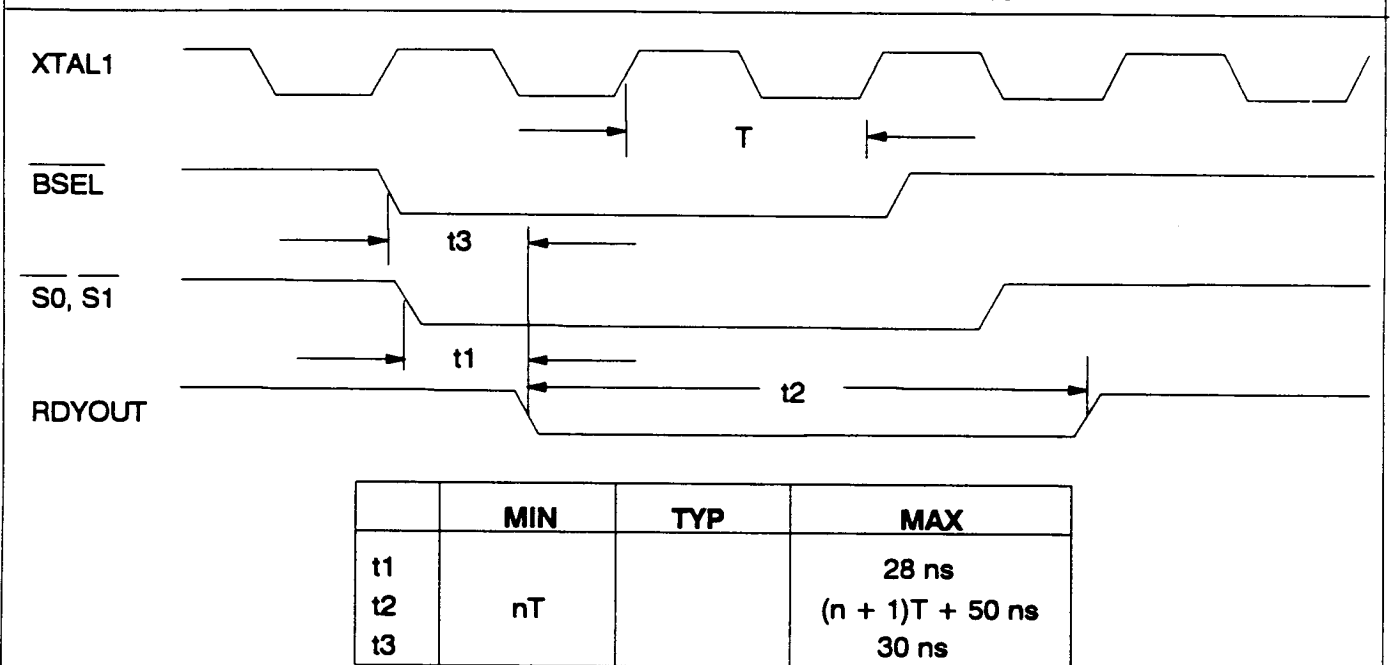 XTAL1
T
BSEL
t3
S0, S1
t1
t2
RDYOUT
MIN TYP MAX
t1 28 ns
t2 nT (n + 1)T + 50 ns
t3 30 ns